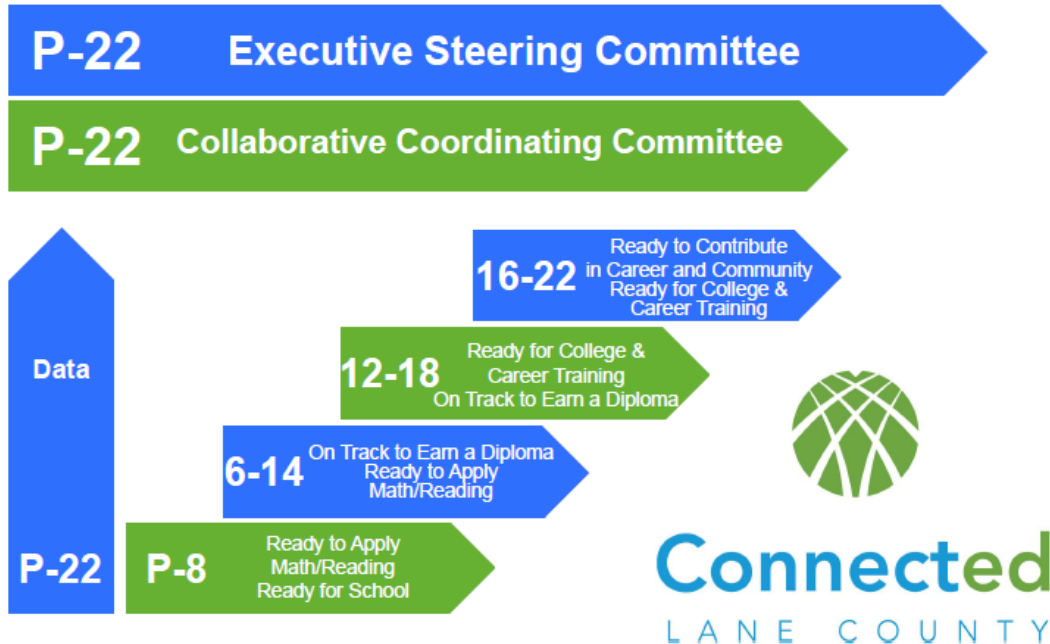 P-22 Executive Steering Committee
P-22 Collaborative Coordinating Committee
16-22
Ready to Contribute
in Career and Community
Ready for College &
Career Training
12-18
Ready for College &
Career Training
On Track to Earn a Diploma
6-14
On Track to Earn a Diploma
Ready to Apply
Math/Reading
P-8
Ready to Apply
Math/Reading
Ready for School
Data
P-22
Connected
LANE COUNTY